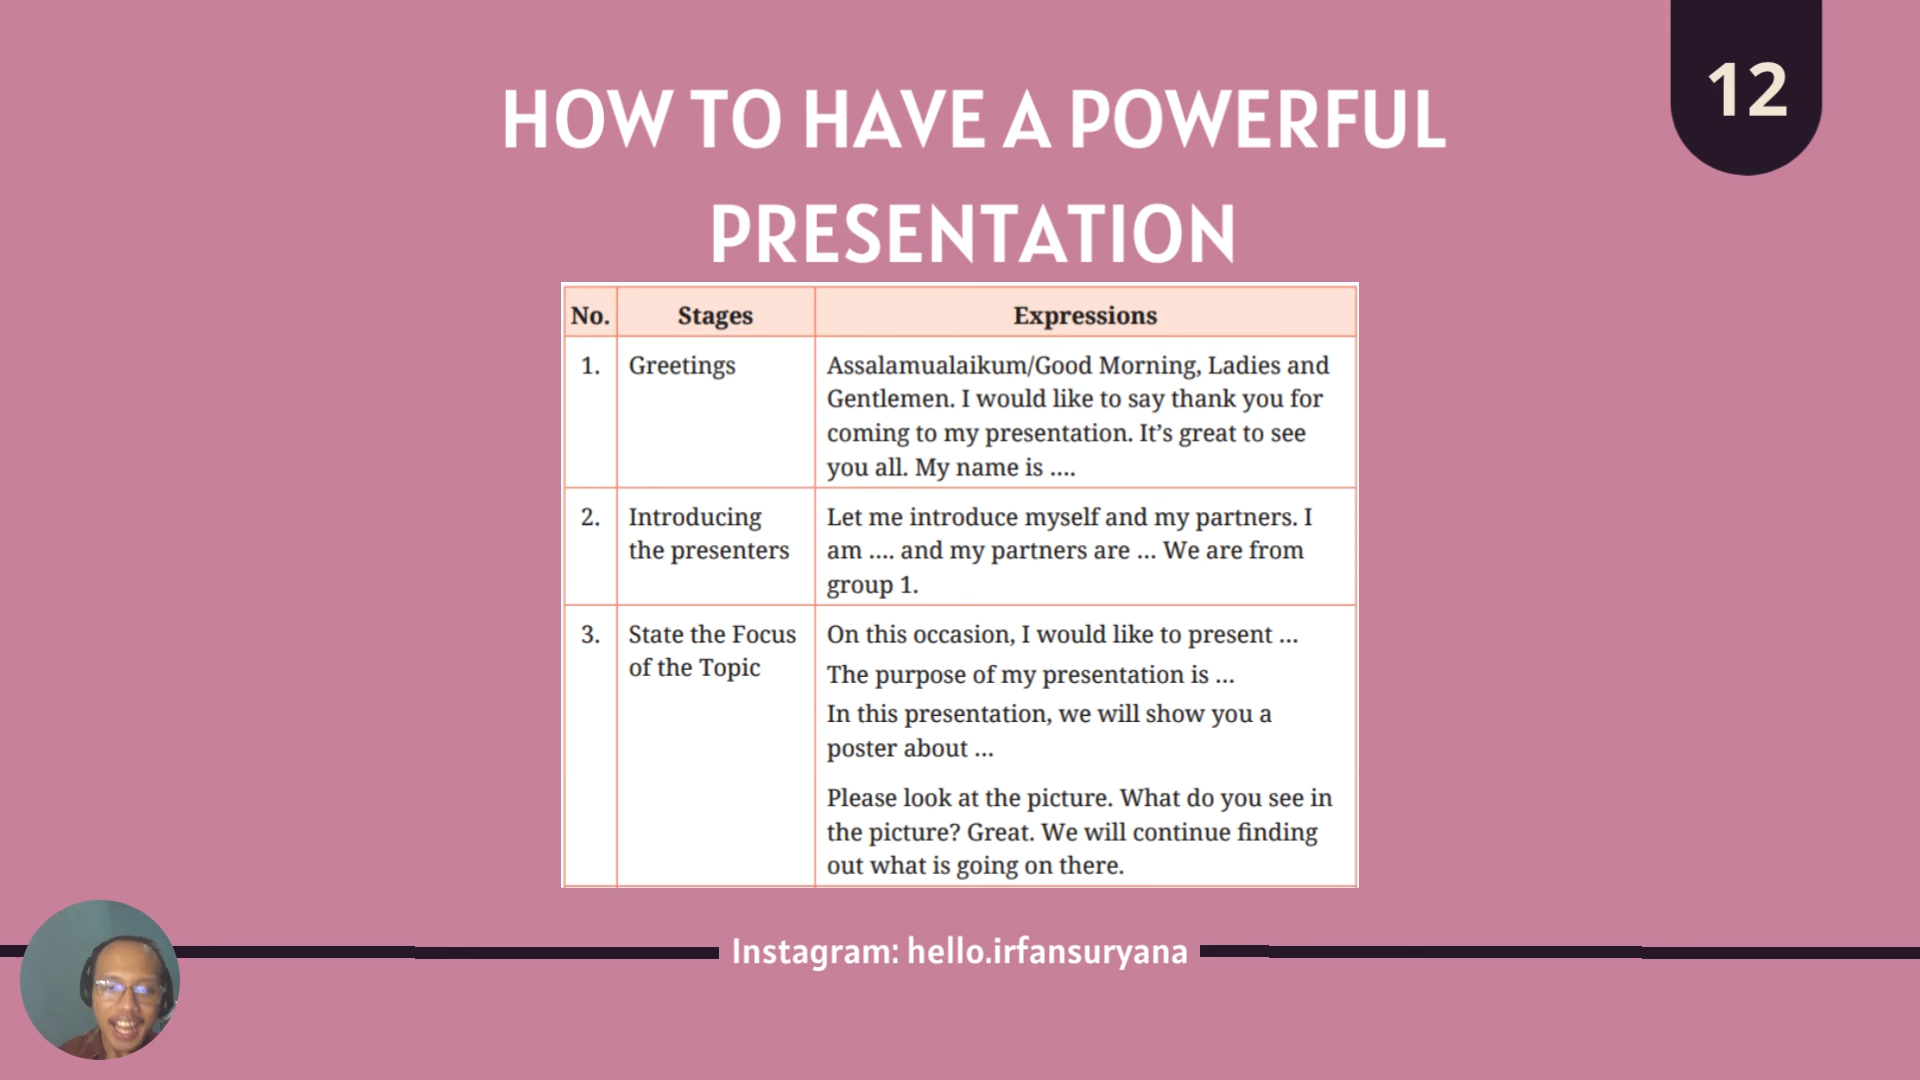 12
HOW TO HAVE A POWERFUL
PRESENTATION
No. Stages Expressions
1. Greetings Assalamualaikum/Good Morning, Ladies and
Gentlemen. I would like to say thank you for
coming to my presentation. It’s great to see
you all. My name is ....
2. Introducing Let me introduce myself and my partners. I
the presenters am .... and my partners are ... We are from
group 1.
3. State the Focus On this occasion, I would like to present ...
of the Topic The purpose of my presentation is ...
In this presentation, we will show you a
poster about ...
Please look at the picture. What do you see in
the picture? Great. We will continue finding
out what is going on there.
Instagram: hello.irfansuryana